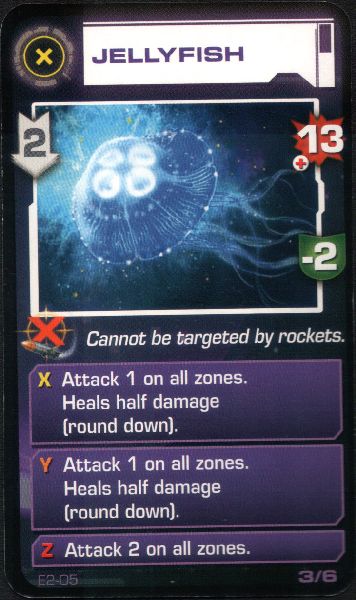 JELLYFISH
2
13
-2
Cannot be targeted by rockets.
X Attack 1 on all zones.
Heals half damage
(round down).
Y Attack 1 on all zones.
Heals half damage
(round down).
Z Attack 2 on all zones.
E2-05
3/6